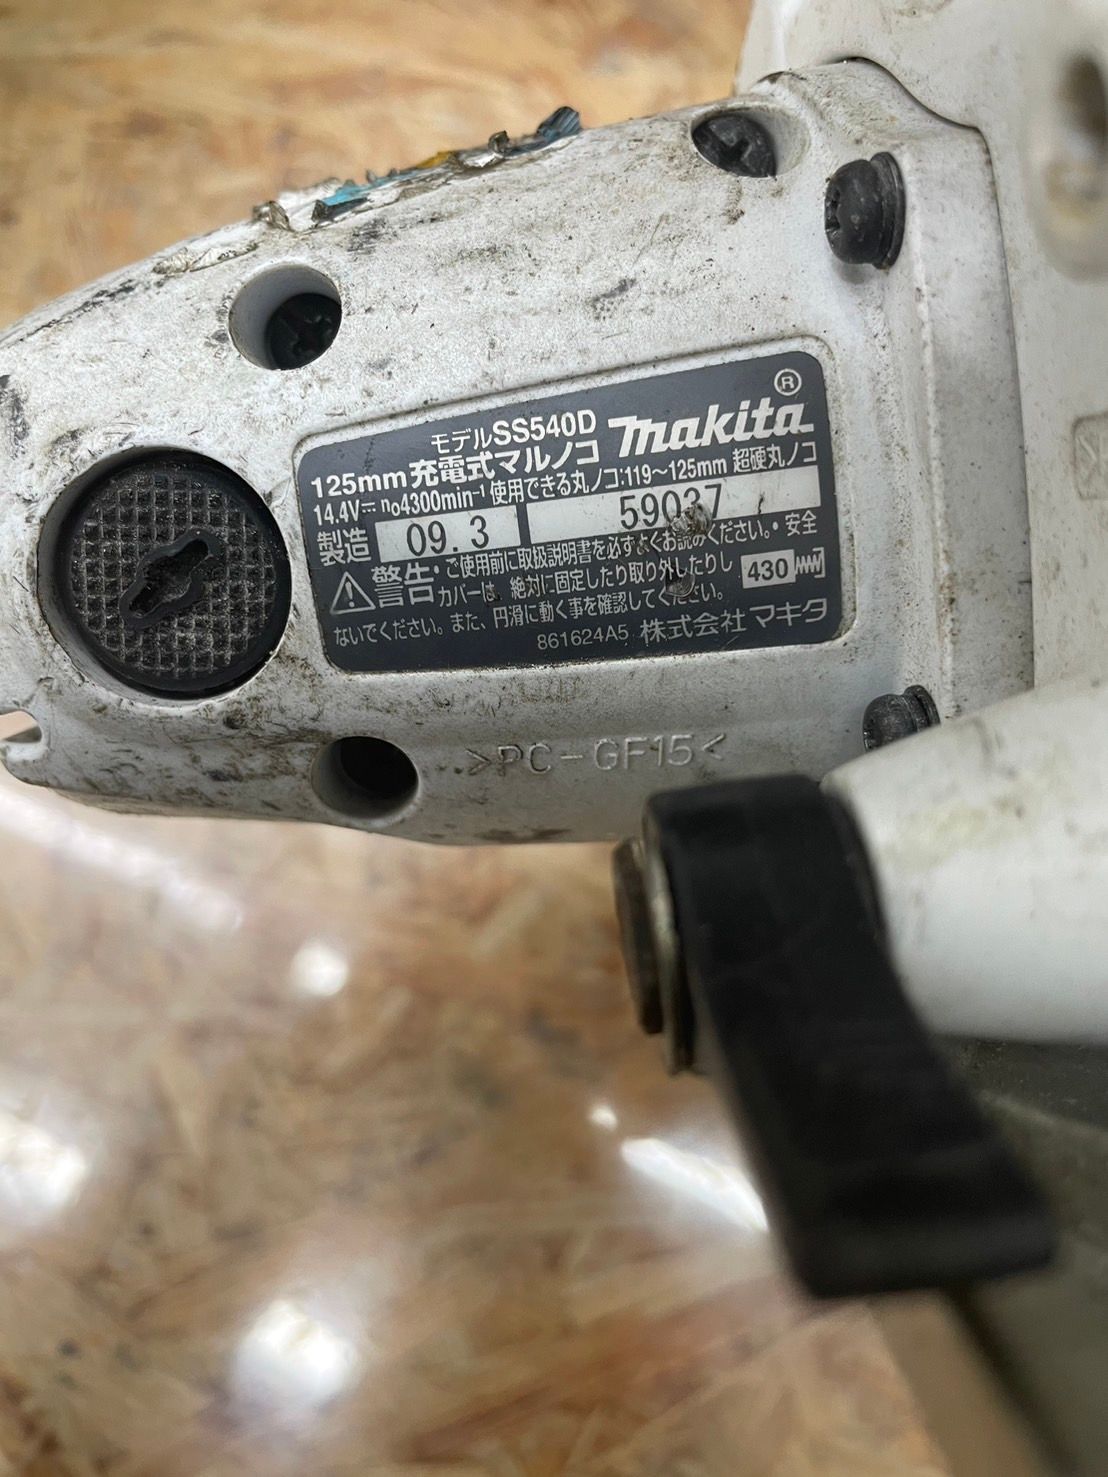 モデルSS540D makita®
125mm充電式マルノコ
14.4V⎓ n₀4300min⁻¹ 使用できる丸ノコ:119～125mm 超硬丸ノコ
製造 09.3 59037
⚠警告・ご使用前に取扱説明書を必ずよくお読みください。・安全
カバーは、絶対に固定したり取り外したりし 430
ないでください。また、円滑に動く事を確認してください。
861624A5 株式会社マキタ
>PC-GF15<